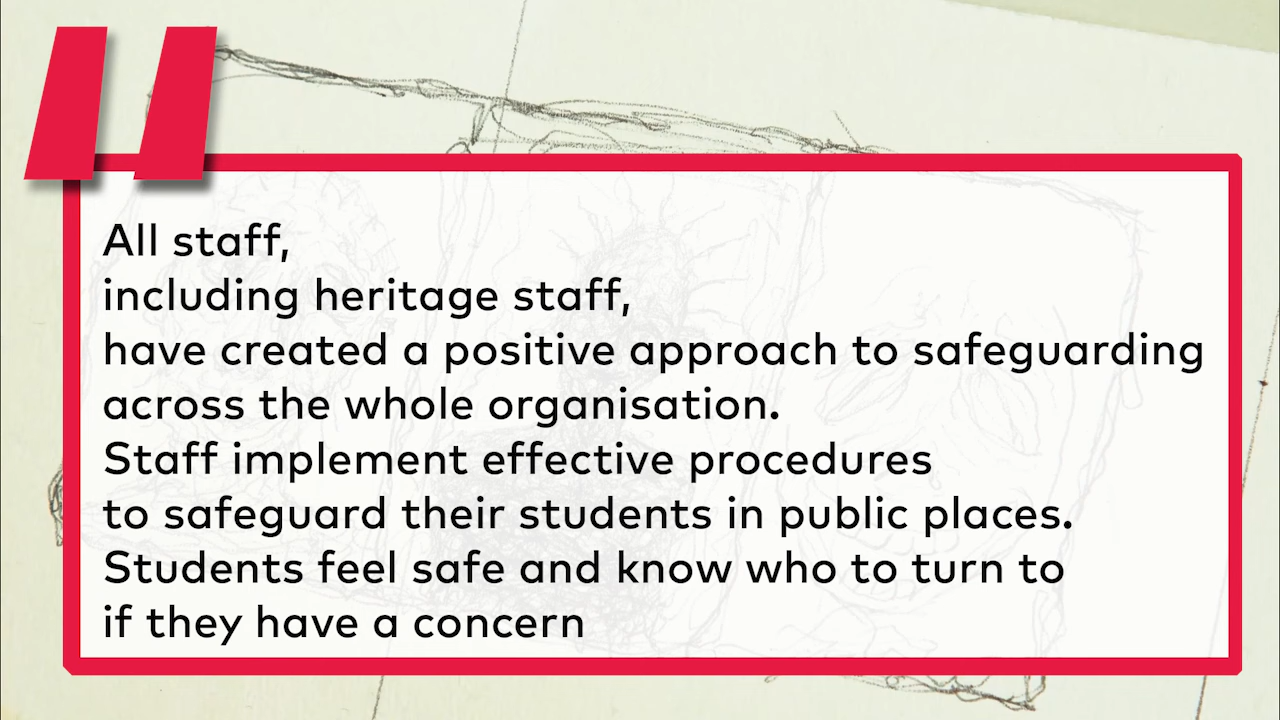 All staff,
including heritage staff,
have created a positive approach to safeguarding
across the whole organisation.
Staff implement effective procedures
to safeguard their students in public places.
Students feel safe and know who to turn to
if they have a concern